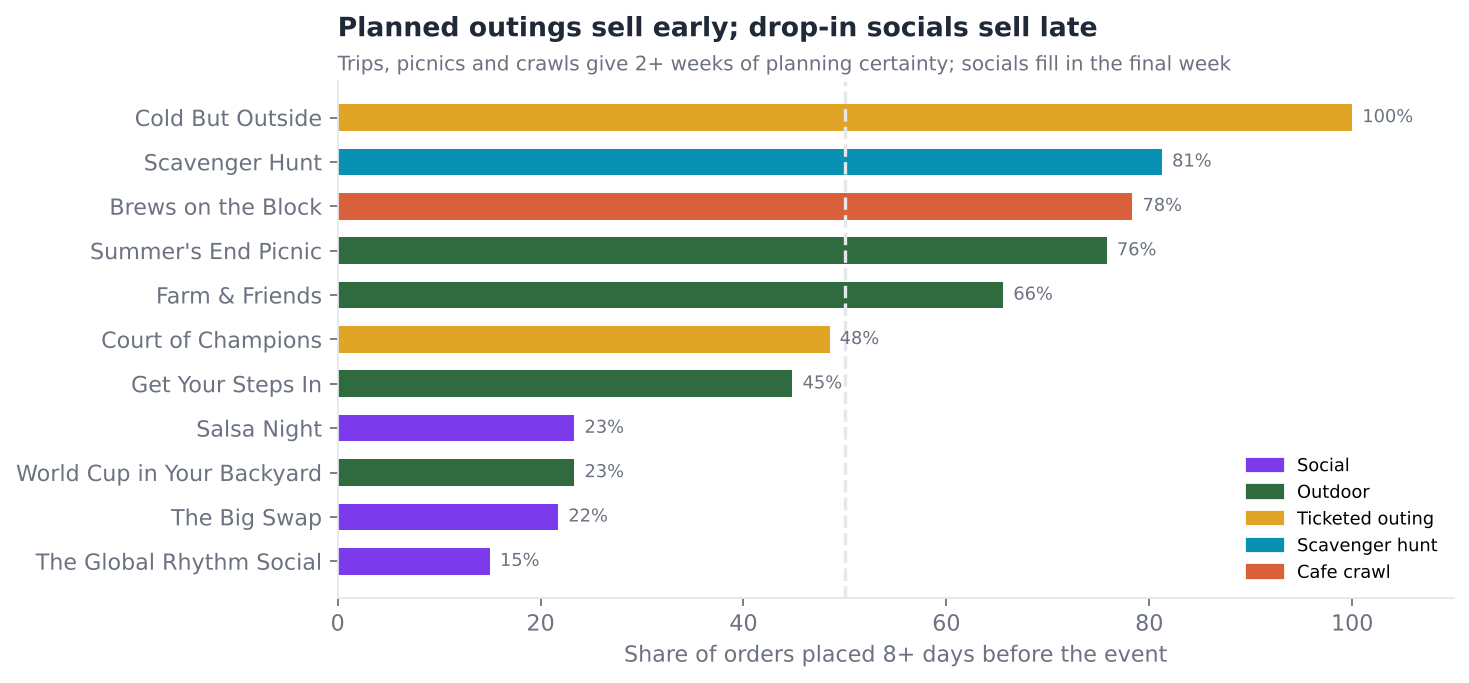 Planned outings sell early; drop-in socials sell late
Trips, picnics and crawls give 2+ weeks of planning certainty; socials fill in the final week
Cold But Outside 100%
Scavenger Hunt 81%
Brews on the Block 78%
Summer's End Picnic 76%
Farm & Friends 66%
Court of Champions 48%
Get Your Steps In 45%
Salsa Night 23%
World Cup in Your Backyard 23%
The Big Swap 22%
The Global Rhythm Social 15%
Social
Outdoor
Ticketed outing
Scavenger hunt
Cafe crawl
0 20 40 60 80 100
Share of orders placed 8+ days before the event